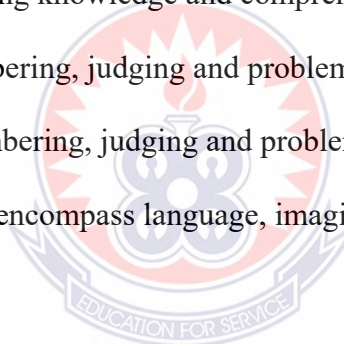 ng knowledge and compre
bering, judging and problem
bering, judging and proble
encompass language, imagi
EDUCATION FOR SERVICE